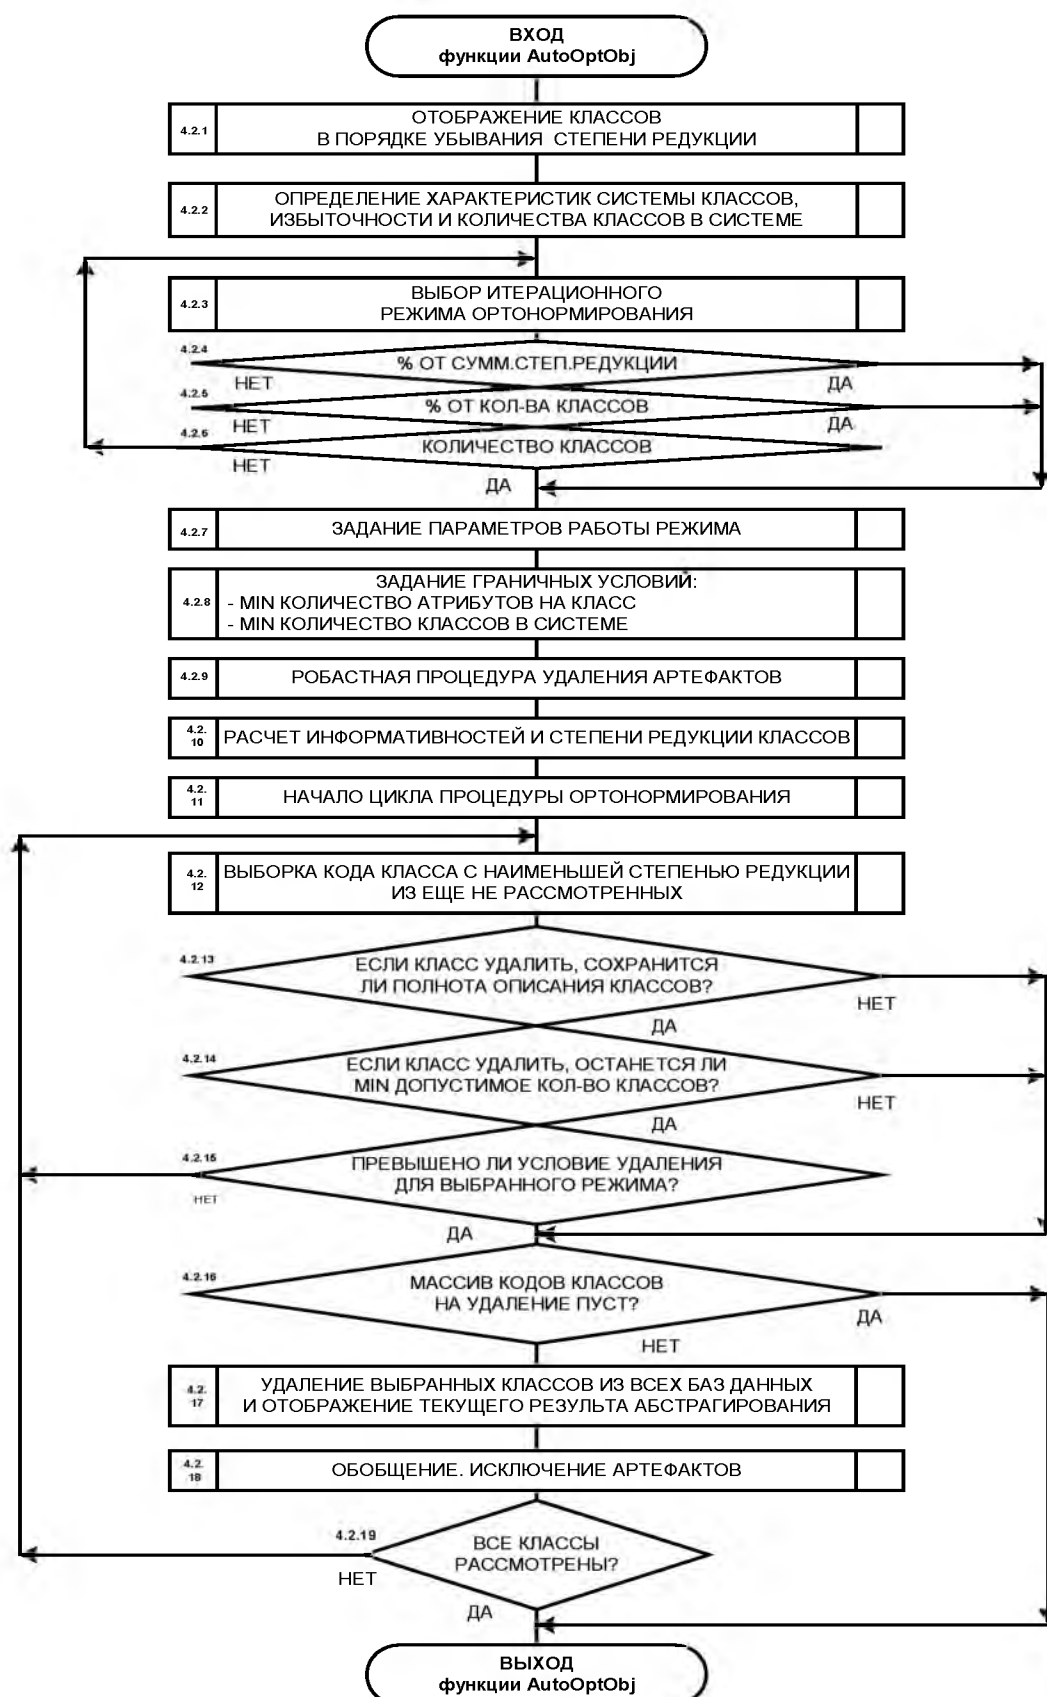 ВХОД
функции AutoOptObj
4.2.1
ОТОБРАЖЕНИЕ КЛАССОВ
В ПОРЯДКЕ УБЫВАНИЯ СТЕПЕНИ РЕДУКЦИИ
4.2.2
ОПРЕДЕЛЕНИЕ ХАРАКТЕРИСТИК СИСТЕМЫ КЛАССОВ,
ИЗБЫТОЧНОСТИ И КОЛИЧЕСТВА КЛАССОВ В СИСТЕМЕ
4.2.3
ВЫБОР ИТЕРАЦИОННОГО
РЕЖИМА ОРТОНОРМИРОВАНИЯ
4.2.4
% ОТ СУММ.СТЕП.РЕДУКЦИИ
НЕТ
ДА
4.2.5
% ОТ КОЛ-ВА КЛАССОВ
НЕТ
ДА
4.2.6
КОЛИЧЕСТВО КЛАССОВ
НЕТ
ДА
4.2.7
ЗАДАНИЕ ПАРАМЕТРОВ РАБОТЫ РЕЖИМА
4.2.8
ЗАДАНИЕ ГРАНИЧНЫХ УСЛОВИЙ:
- MIN КОЛИЧЕСТВО АТРИБУТОВ НА КЛАСС
- MIN КОЛИЧЕСТВО КЛАССОВ В СИСТЕМЕ
4.2.9
РОБАСТНАЯ ПРОЦЕДУРА УДАЛЕНИЯ АРТЕФАКТОВ
4.2.
10
РАСЧЕТ ИНФОРМАТИВНОСТЕЙ И СТЕПЕНИ РЕДУКЦИИ КЛАССОВ
4.2.
11
НАЧАЛО ЦИКЛА ПРОЦЕДУРЫ ОРТОНОРМИРОВАНИЯ
4.2.
12
ВЫБОРКА КОДА КЛАССА С НАИМЕНЬШЕЙ СТЕПЕНЬЮ РЕДУКЦИИ
ИЗ ЕЩЕ НЕ РАССМОТРЕННЫХ
4.2.13
ЕСЛИ КЛАСС УДАЛИТЬ, СОХРАНИТСЯ
ЛИ ПОЛНОТА ОПИСАНИЯ КЛАССОВ?
НЕТ
ДА
4.2.14
ЕСЛИ КЛАСС УДАЛИТЬ, ОСТАНЕТСЯ ЛИ
MIN ДОПУСТИМОЕ КОЛ-ВО КЛАССОВ?
НЕТ
ДА
4.2.15
ПРЕВЫШЕНО ЛИ УСЛОВИЕ УДАЛЕНИЯ
ДЛЯ ВЫБРАННОГО РЕЖИМА?
НЕТ
ДА
4.2.16
МАССИВ КОДОВ КЛАССОВ
НА УДАЛЕНИЕ ПУСТ?
ДА
НЕТ
4.2.
17
УДАЛЕНИЕ ВЫБРАННЫХ КЛАССОВ ИЗ ВСЕХ БАЗ ДАННЫХ
И ОТОБРАЖЕНИЕ ТЕКУЩЕГО РЕЗУЛЬТА АБСТРАГИРОВАНИЯ
4.2.
18
ОБОБЩЕНИЕ. ИСКЛЮЧЕНИЕ АРТЕФАКТОВ
4.2.19
ВСЕ КЛАССЫ
РАССМОТРЕНЫ?
НЕТ
ДА
ВЫХОД
функции AutoOptObj